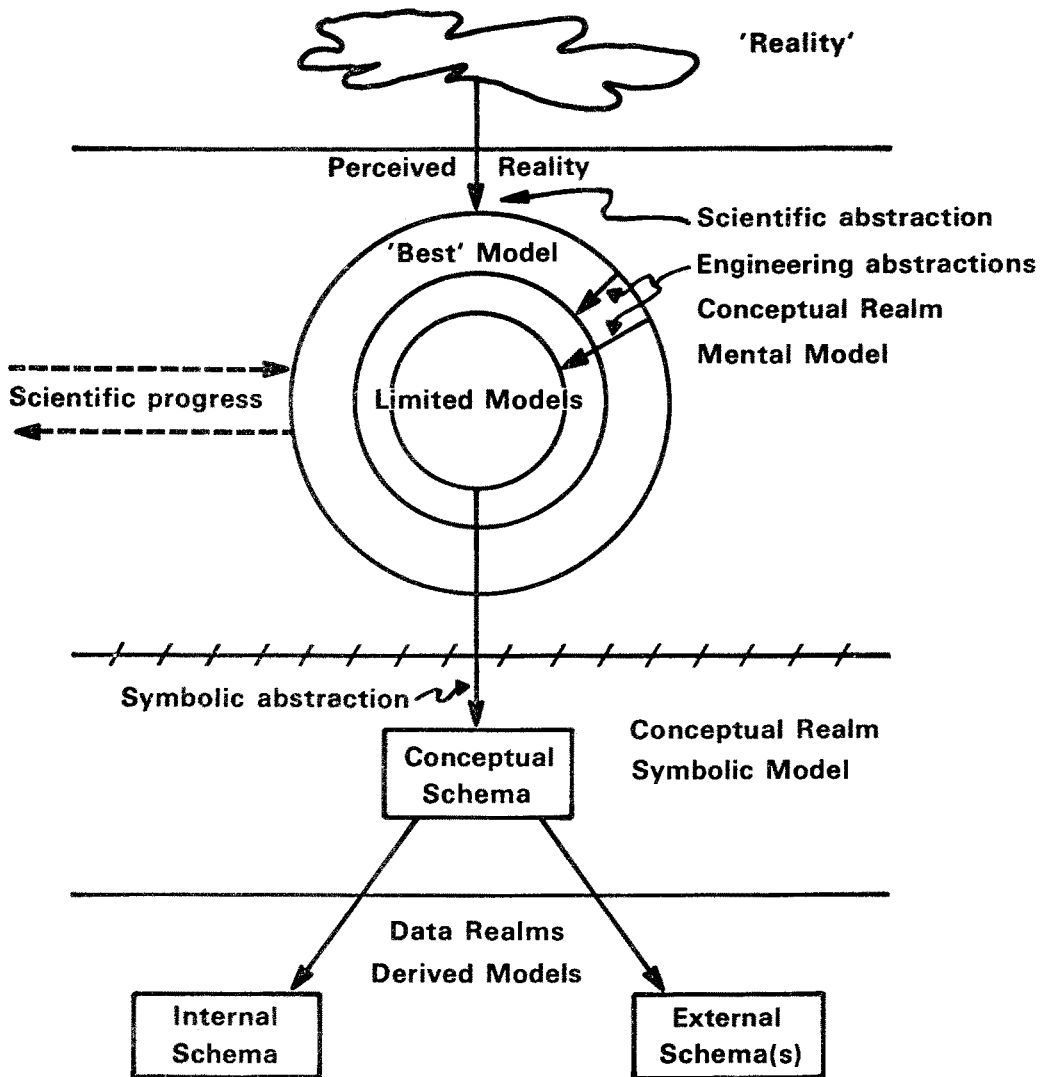 'Reality'
Perceived Reality
Scientific abstraction
'Best' Model
Engineering abstractions
Conceptual Realm
Mental Model
Limited Models
Scientific progress
Symbolic abstraction
Conceptual Realm
Symbolic Model
Conceptual
Schema
Data Realms
Derived Models
Internal
Schema
External
Schema(s)